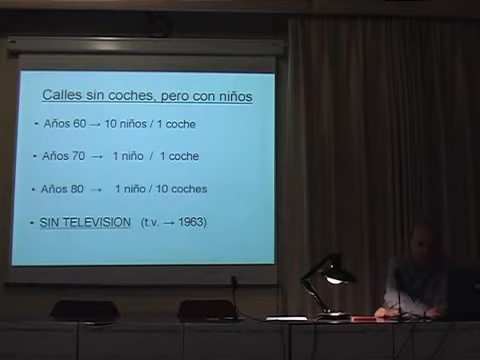 Calles sin coches, pero con niños
• Años 60 → 10 niños / 1 coche
• Años 70 → 1 niño / 1 coche
• Años 80 → 1 niño / 10 coches
• SIN TELEVISION (t.v. → 1963)